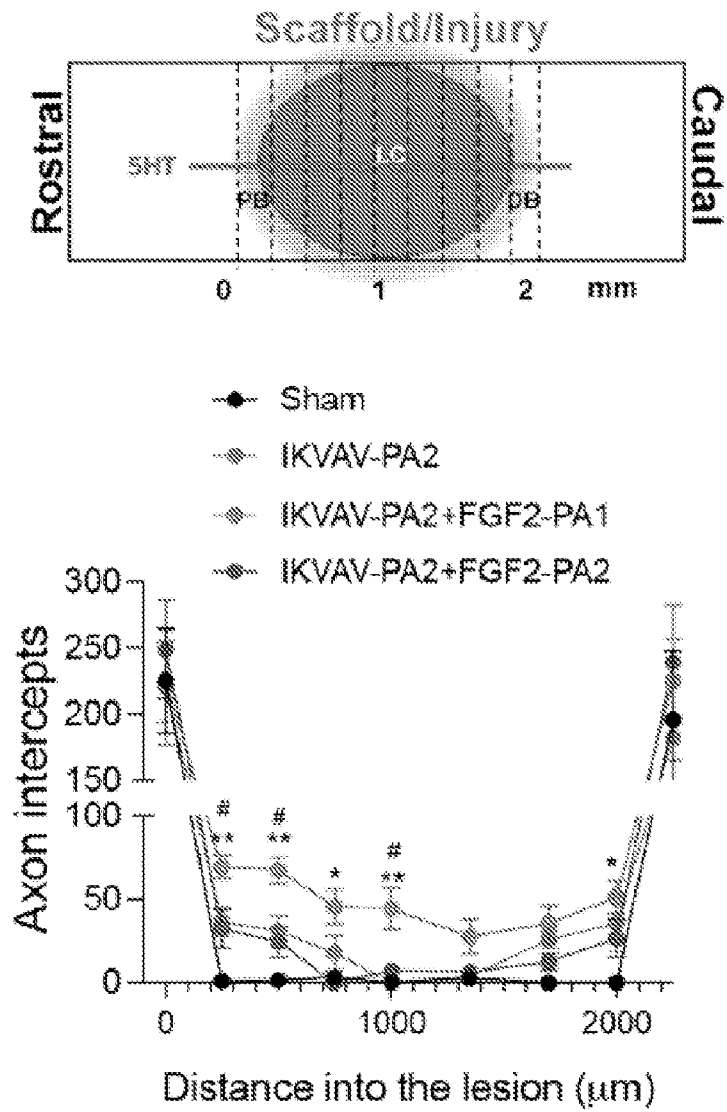 Scaffold/Injury
Rostral
Caudal
5HT
PB
LC
DB
0 1 2 mm
Sham
IKVAV-PA2
IKVAV-PA2+FGF2-PA1
IKVAV-PA2+FGF2-PA2
Axon intercepts
300
250
200
150
100
50
0
# # #
** ** * ** *
0 1000 2000
Distance into the lesion (μm)